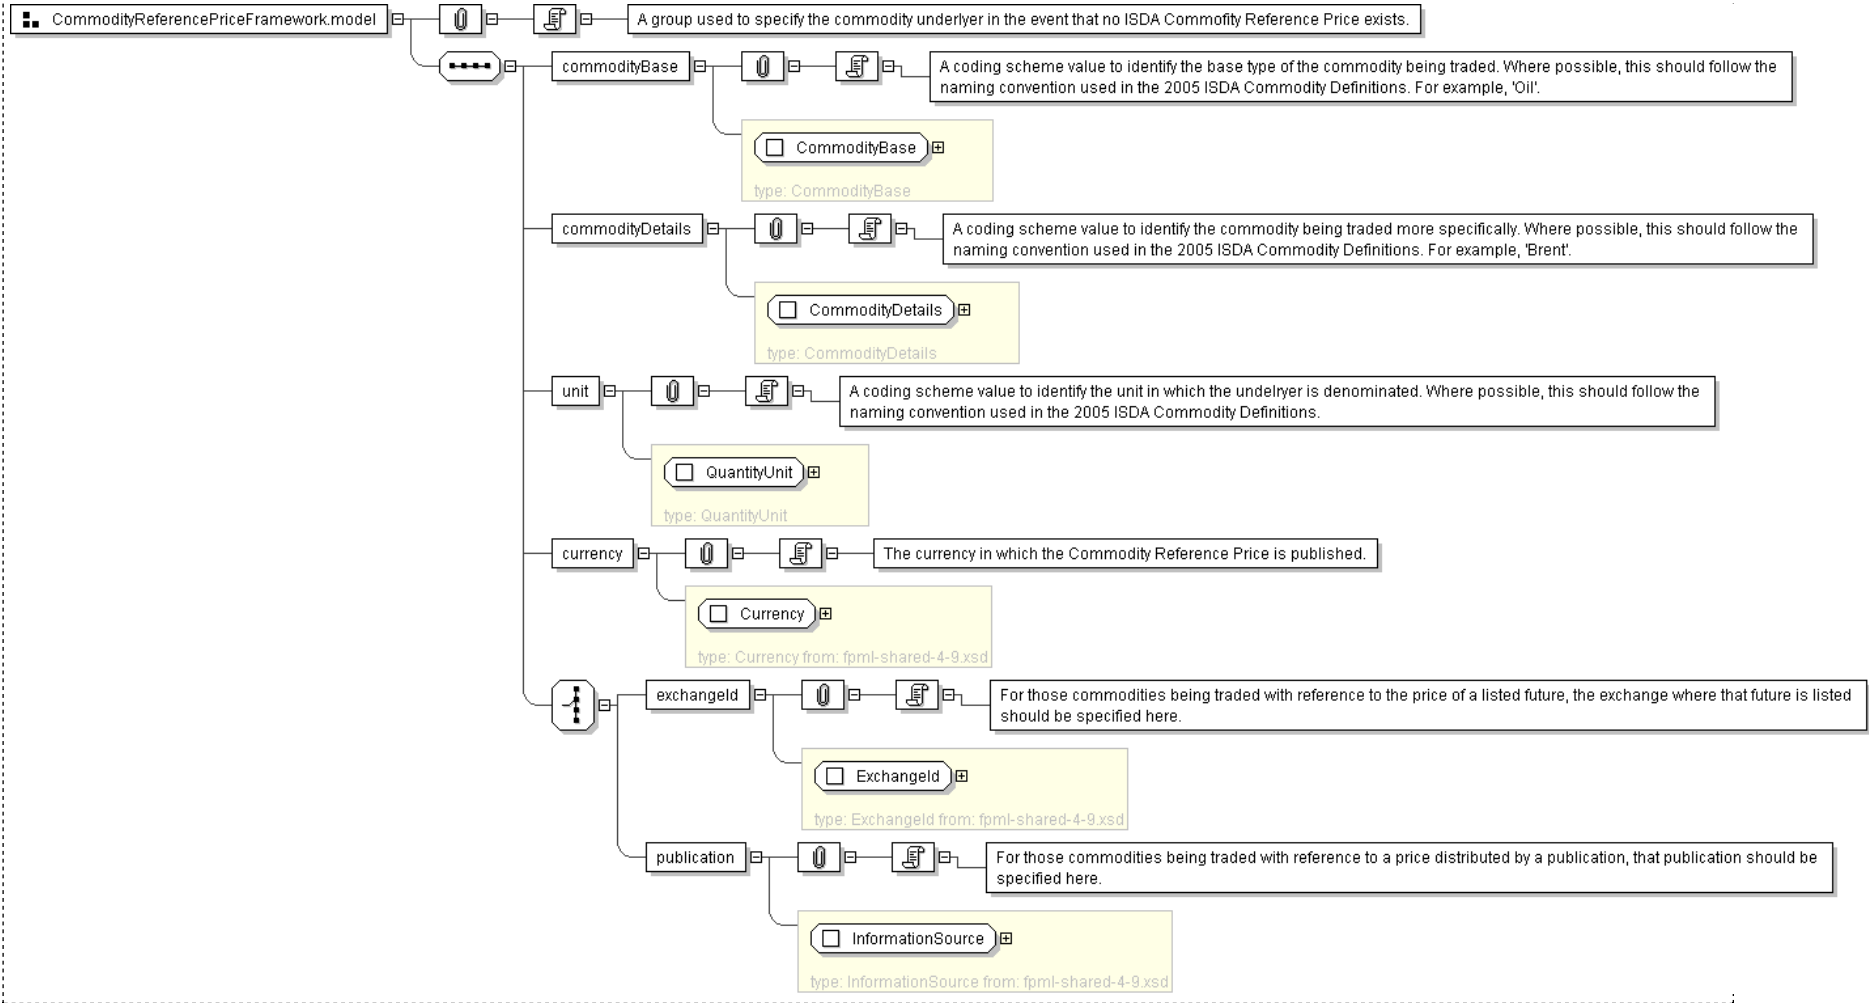 CommodityReferencePriceFramework.model
A group used to specify the commodity underlyer in the event that no ISDA Commofity Reference Price exists.
commodityBase
A coding scheme value to identify the base type of the commodity being traded. Where possible, this should follow the
naming convention used in the 2005 ISDA Commodity Definitions. For example, 'Oil'.
CommodityBase
type: CommodityBase
commodityDetails
A coding scheme value to identify the commodity being traded more specifically. Where possible, this should follow the
naming convention used in the 2005 ISDA Commodity Definitions. For example, 'Brent'.
CommodityDetails
type: CommodityDetails
unit
A coding scheme value to identify the unit in which the undelryer is denominated. Where possible, this should follow the
naming convention used in the 2005 ISDA Commodity Definitions.
QuantityUnit
type: QuantityUnit
currency
The currency in which the Commodity Reference Price is published.
Currency
type: Currency from: fpml-shared-4-9.xsd
exchangeId
For those commodities being traded with reference to the price of a listed future, the exchange where that future is listed
should be specified here.
ExchangeId
type: ExchangeId from: fpml-shared-4-9.xsd
publication
For those commodities being traded with reference to a price distributed by a publication, that publication should be
specified here.
InformationSource
type: InformationSource from: fpml-shared-4-9.xsd